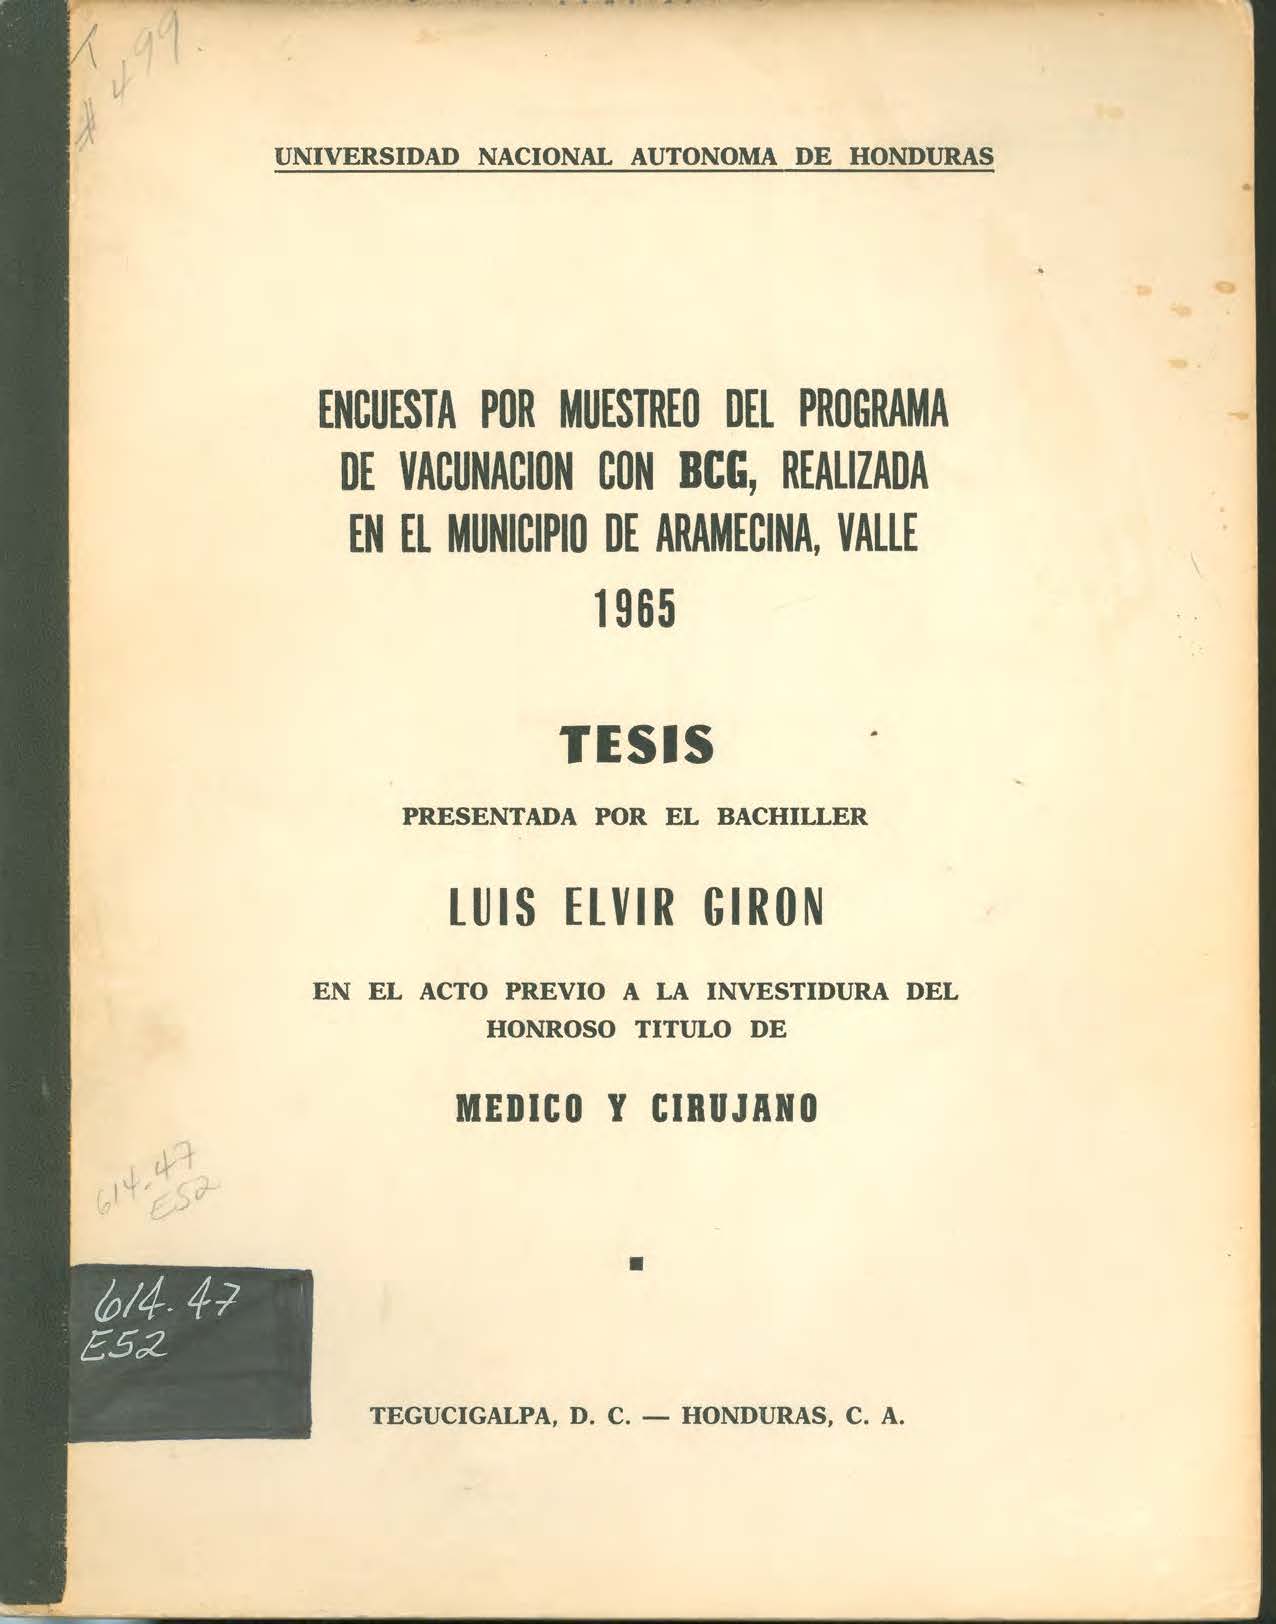 T
# 499.
UNIVERSIDAD NACIONAL AUTONOMA DE HONDURAS
ENCUESTA POR MUESTREO DEL PROGRAMA
DE VACUNACION CON BCG, REALIZADA
EN EL MUNICIPIO DE ARAMECINA, VALLE
1965
TESIS
PRESENTADA POR EL BACHILLER
LUIS ELVIR GIRON
EN EL ACTO PREVIO A LA INVESTIDURA DEL
HONROSO TITULO DE
MEDICO Y CIRUJANO
614.47
E52
614.47
E52
TEGUCIGALPA, D. C. — HONDURAS, C. A.